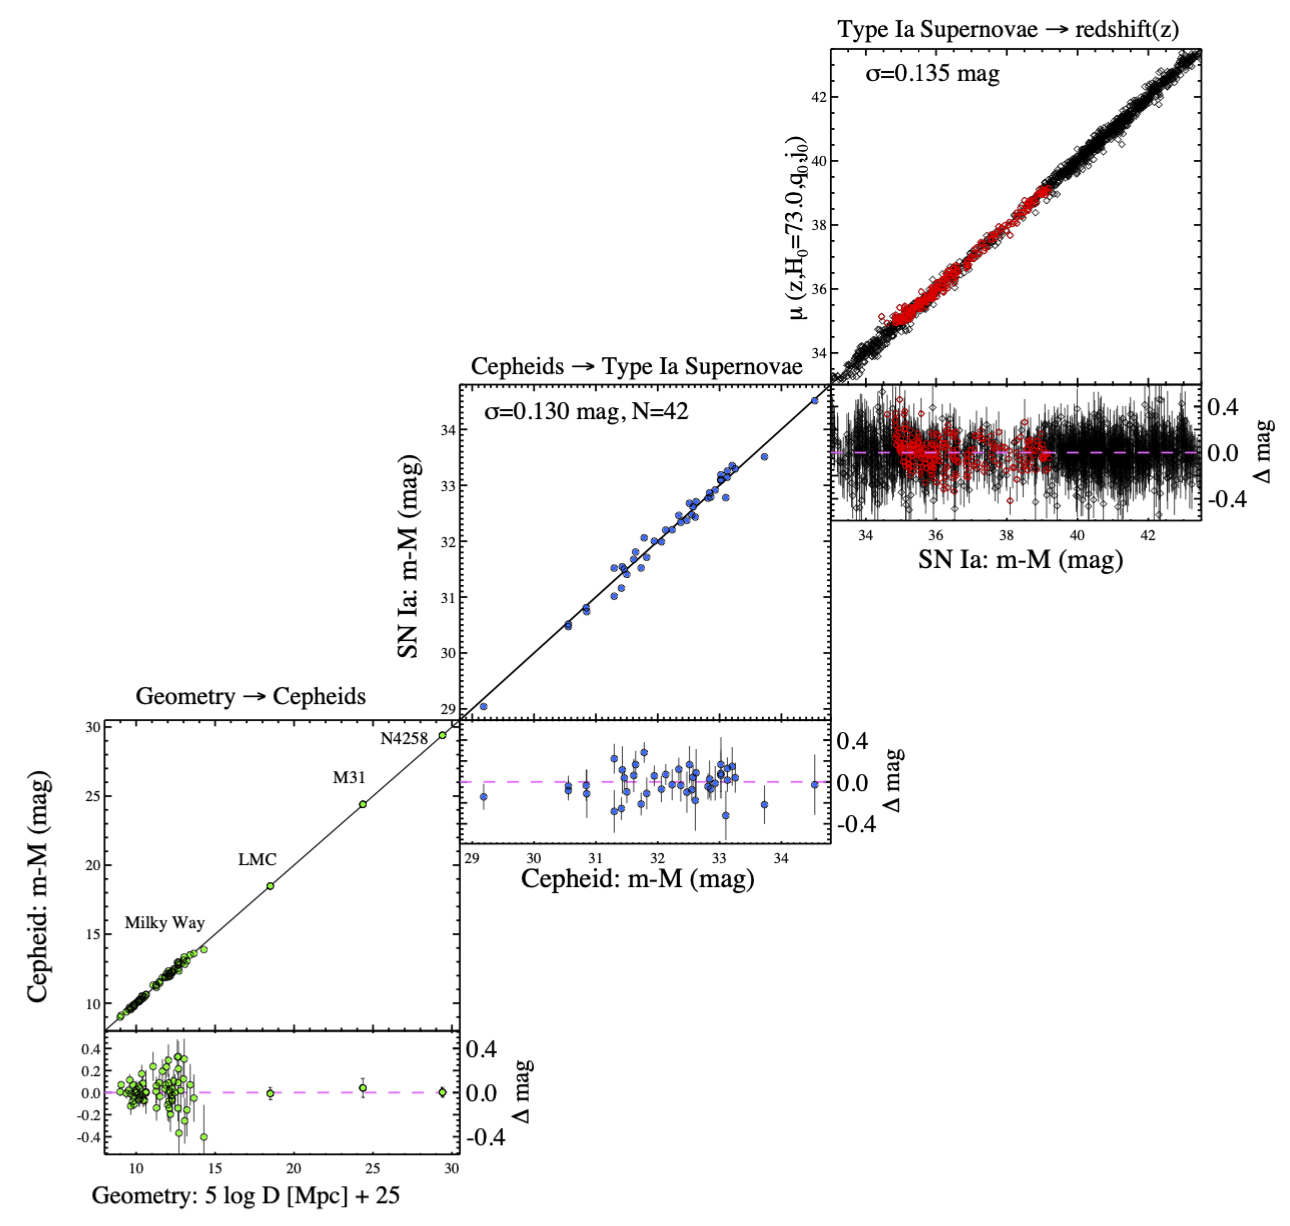 Type Ia Supernovae → redshift(z)
σ=0.135 mag
42
40
38
36
34
μ (z,H₀=73.0,q₀,j₀)
0.4
0.0
-0.4
Δ mag
34 36 38 40 42
SN Ia: m-M (mag)
Cepheids → Type Ia Supernovae
σ=0.130 mag, N=42
34
33
32
31
30
29
SN Ia: m-M (mag)
0.4
0.0
-0.4
Δ mag
29 30 31 32 33 34
Cepheid: m-M (mag)
Geometry → Cepheids
30
25
20
15
10
Cepheid: m-M (mag)
N4258
M31
LMC
Milky Way
0.4
0.2
0.0
-0.2
-0.4
0.4
0.0
-0.4
Δ mag
10 15 20 25 30
Geometry: 5 log D [Mpc] + 25